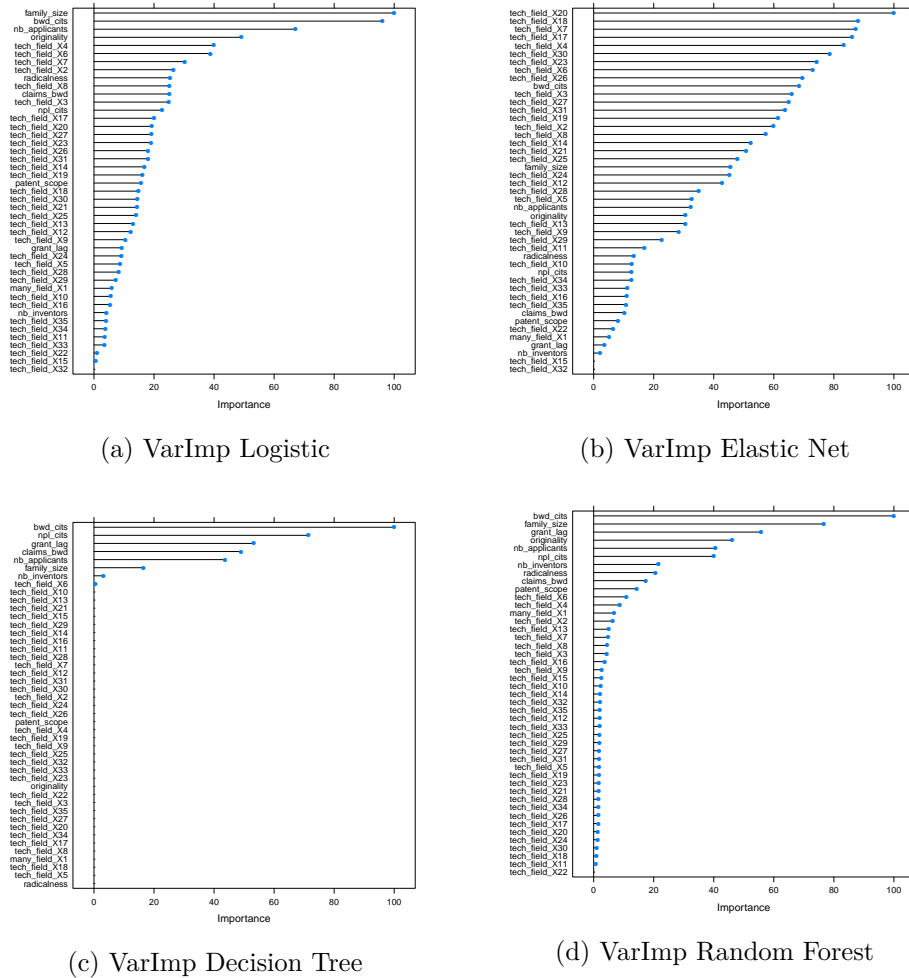 family_size
bwd_cits
nb_applicants
originality
tech_field_X4
tech_field_X6
tech_field_X7
tech_field_X2
radicalness
tech_field_X8
claims_bwd
tech_field_X3
npl_cits
tech_field_X17
tech_field_X20
tech_field_X27
tech_field_X23
tech_field_X26
tech_field_X31
tech_field_X14
tech_field_X19
patent_scope
tech_field_X18
tech_field_X30
tech_field_X21
tech_field_X25
tech_field_X13
tech_field_X12
tech_field_X9
grant_lag
tech_field_X24
tech_field_X5
tech_field_X28
tech_field_X29
many_field_X1
tech_field_X10
tech_field_X16
nb_inventors
tech_field_X35
tech_field_X34
tech_field_X11
tech_field_X33
tech_field_X22
tech_field_X15
tech_field_X32
0 20 40 60 80 100
Importance
(a) VarImp Logistic
tech_field_X20
tech_field_X18
tech_field_X7
tech_field_X17
tech_field_X4
tech_field_X30
tech_field_X23
tech_field_X6
tech_field_X26
bwd_cits
tech_field_X3
tech_field_X27
tech_field_X31
tech_field_X19
tech_field_X2
tech_field_X8
tech_field_X14
tech_field_X21
tech_field_X25
family_size
tech_field_X24
tech_field_X12
tech_field_X28
tech_field_X5
nb_applicants
originality
tech_field_X13
tech_field_X9
tech_field_X29
tech_field_X11
radicalness
tech_field_X10
npl_cits
tech_field_X34
tech_field_X33
tech_field_X16
tech_field_X35
claims_bwd
patent_scope
tech_field_X22
many_field_X1
grant_lag
nb_inventors
tech_field_X15
tech_field_X32
0 20 40 60 80 100
Importance
(b) VarImp Elastic Net
bwd_cits
npl_cits
grant_lag
claims_bwd
nb_applicants
family_size
nb_inventors
tech_field_X6
tech_field_X10
tech_field_X13
tech_field_X21
tech_field_X15
tech_field_X29
tech_field_X14
tech_field_X16
tech_field_X11
tech_field_X28
tech_field_X7
tech_field_X12
tech_field_X31
tech_field_X30
tech_field_X2
tech_field_X24
tech_field_X26
patent_scope
tech_field_X4
tech_field_X19
tech_field_X9
tech_field_X25
tech_field_X32
tech_field_X33
tech_field_X23
originality
tech_field_X22
tech_field_X3
tech_field_X35
tech_field_X27
tech_field_X20
tech_field_X34
tech_field_X17
tech_field_X8
many_field_X1
tech_field_X18
tech_field_X5
radicalness
0 20 40 60 80 100
Importance
(c) VarImp Decision Tree
bwd_cits
family_size
grant_lag
originality
nb_applicants
npl_cits
nb_inventors
radicalness
claims_bwd
patent_scope
tech_field_X6
tech_field_X4
many_field_X1
tech_field_X2
tech_field_X13
tech_field_X7
tech_field_X8
tech_field_X3
tech_field_X16
tech_field_X9
tech_field_X15
tech_field_X10
tech_field_X14
tech_field_X32
tech_field_X35
tech_field_X12
tech_field_X33
tech_field_X25
tech_field_X29
tech_field_X27
tech_field_X31
tech_field_X5
tech_field_X19
tech_field_X23
tech_field_X21
tech_field_X28
tech_field_X34
tech_field_X26
tech_field_X17
tech_field_X20
tech_field_X24
tech_field_X30
tech_field_X18
tech_field_X11
tech_field_X22
0 20 40 60 80 100
Importance
(d) VarImp Random Forest